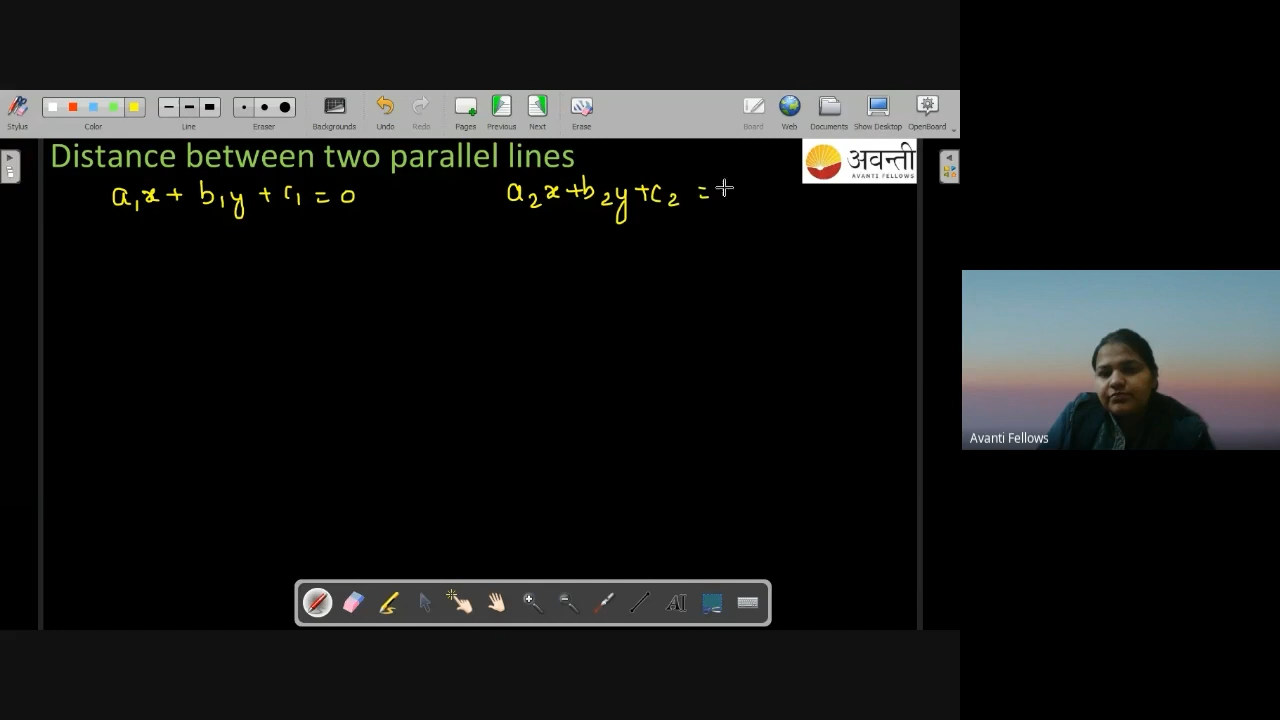 Stylus Color Line Eraser Backgrounds Undo Redo Pages Previous Next Erase Board Web Documents Show Desktop OpenBoard
Distance between two parallel lines
अवन्ती
AVANTI FELLOWS
a₁x + b₁y + c₁ = 0 a₂x + b₂y + c₂ =
Avanti Fellows
AI